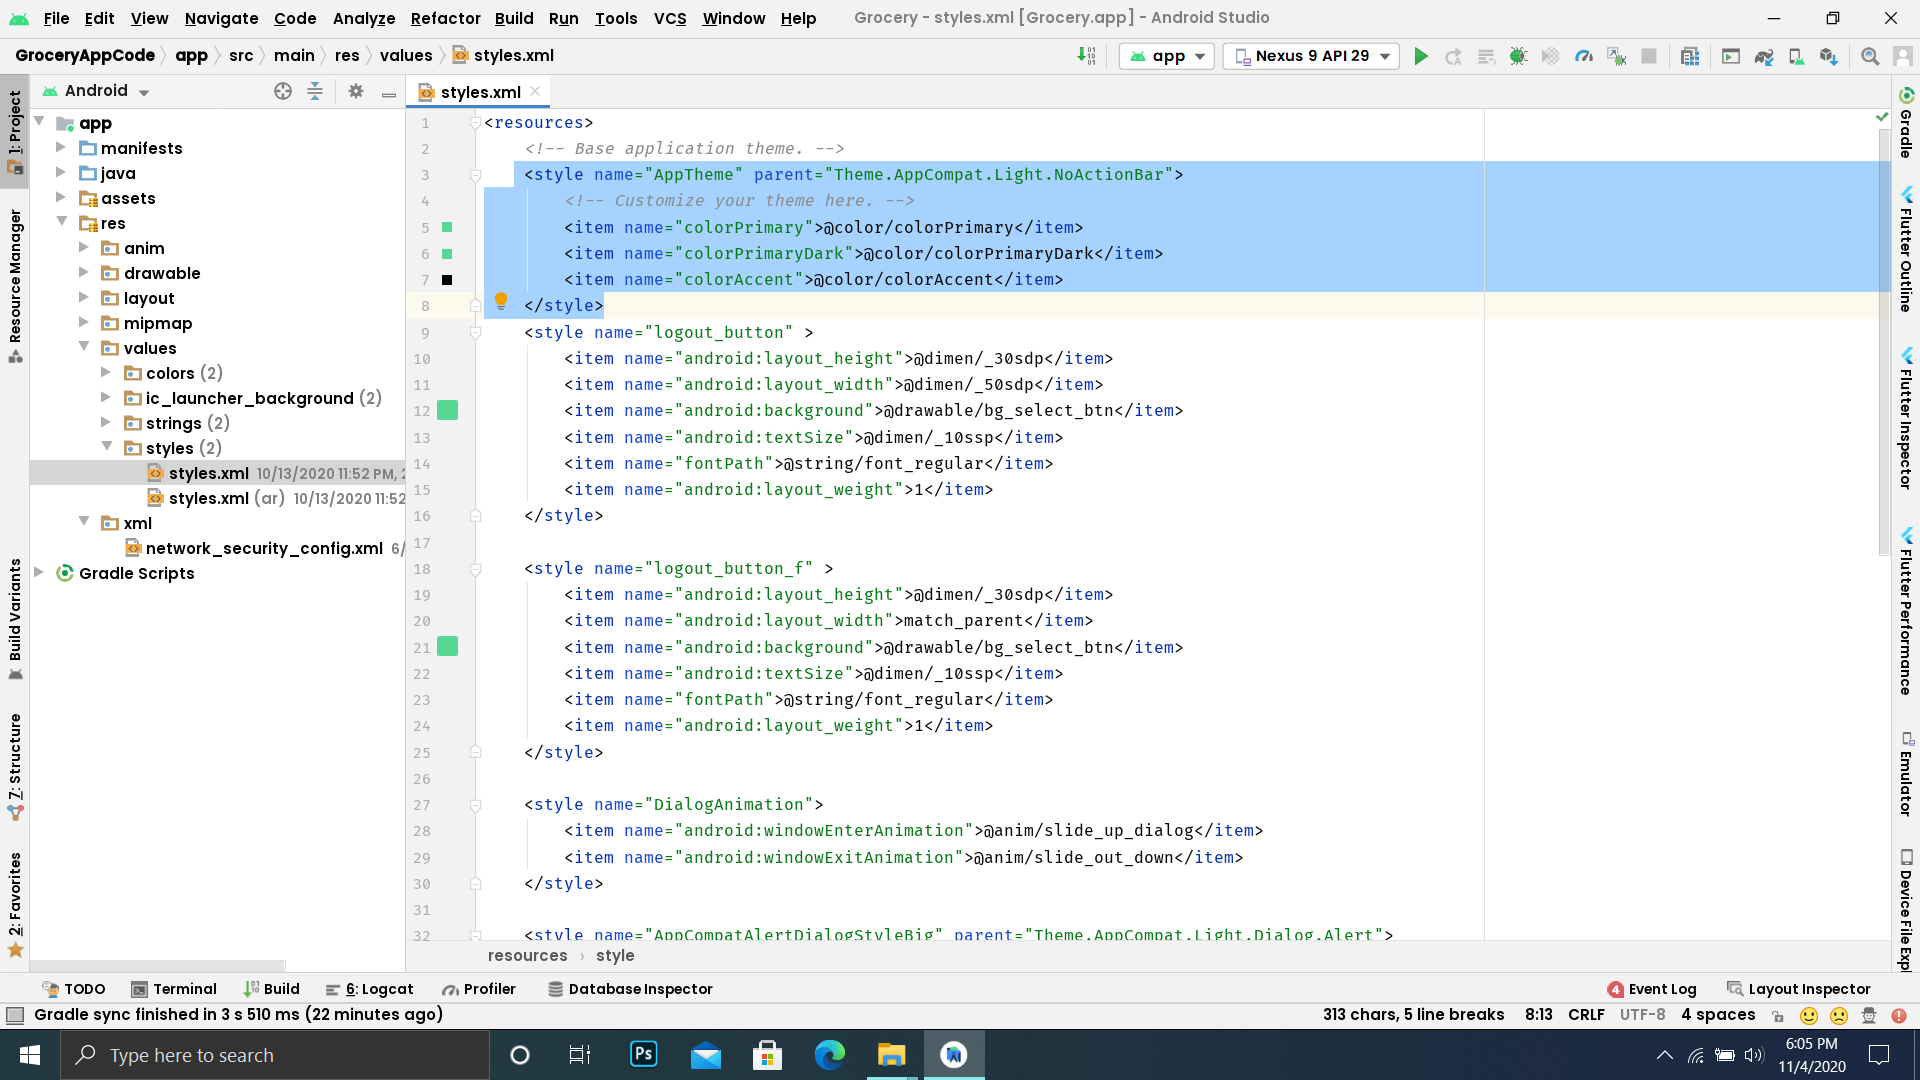 File Edit View Navigate Code Analyze Refactor Build Run Tools VCS Window Help Grocery - styles.xml [Grocery.app] - Android Studio
GroceryAppCode app src main res values styles.xml app Nexus 9 API 29
Android styles.xml
1: Project
Resource Manager
Build Variants
7: Structure
2: Favorites
app
manifests
java
assets
res
anim
drawable
layout
mipmap
values
colors (2)
ic_launcher_background (2)
strings (2)
styles (2)
styles.xml 10/13/2020 11:52 PM, 2
styles.xml (ar) 10/13/2020 11:52
xml
network_security_config.xml 6/
Gradle Scripts
1 <resources>
2 <!-- Base application theme. -->
3 <style name="AppTheme" parent="Theme.AppCompat.Light.NoActionBar">
4 <!-- Customize your theme here. -->
5 <item name="colorPrimary">@color/colorPrimary</item>
6 <item name="colorPrimaryDark">@color/colorPrimaryDark</item>
7 <item name="colorAccent">@color/colorAccent</item>
8 </style>
9 <style name="logout_button" >
10 <item name="android:layout_height">@dimen/_30sdp</item>
11 <item name="android:layout_width">@dimen/_50sdp</item>
12 <item name="android:background">@drawable/bg_select_btn</item>
13 <item name="android:textSize">@dimen/_10ssp</item>
14 <item name="fontPath">@string/font_regular</item>
15 <item name="android:layout_weight">1</item>
16 </style>
17
18 <style name="logout_button_f" >
19 <item name="android:layout_height">@dimen/_30sdp</item>
20 <item name="android:layout_width">match_parent</item>
21 <item name="android:background">@drawable/bg_select_btn</item>
22 <item name="android:textSize">@dimen/_10ssp</item>
23 <item name="fontPath">@string/font_regular</item>
24 <item name="android:layout_weight">1</item>
25 </style>
26
27 <style name="DialogAnimation">
28 <item name="android:windowEnterAnimation">@anim/slide_up_dialog</item>
29 <item name="android:windowExitAnimation">@anim/slide_out_down</item>
30 </style>
31
32 <style name="AppCompatAlertDialogStyleBig" parent="Theme.AppCompat.Light.Dialog.Alert">
resources › style
Gradle
Flutter Outline
Flutter Inspector
Flutter Performance
Emulator
Device File Expl
TODO Terminal Build 6: Logcat Profiler Database Inspector 4 Event Log Layout Inspector
Gradle sync finished in 3 s 510 ms (22 minutes ago) 313 chars, 5 line breaks 8:13 CRLF UTF-8 4 spaces
Type here to search Ps 6:05 PM
11/4/2020